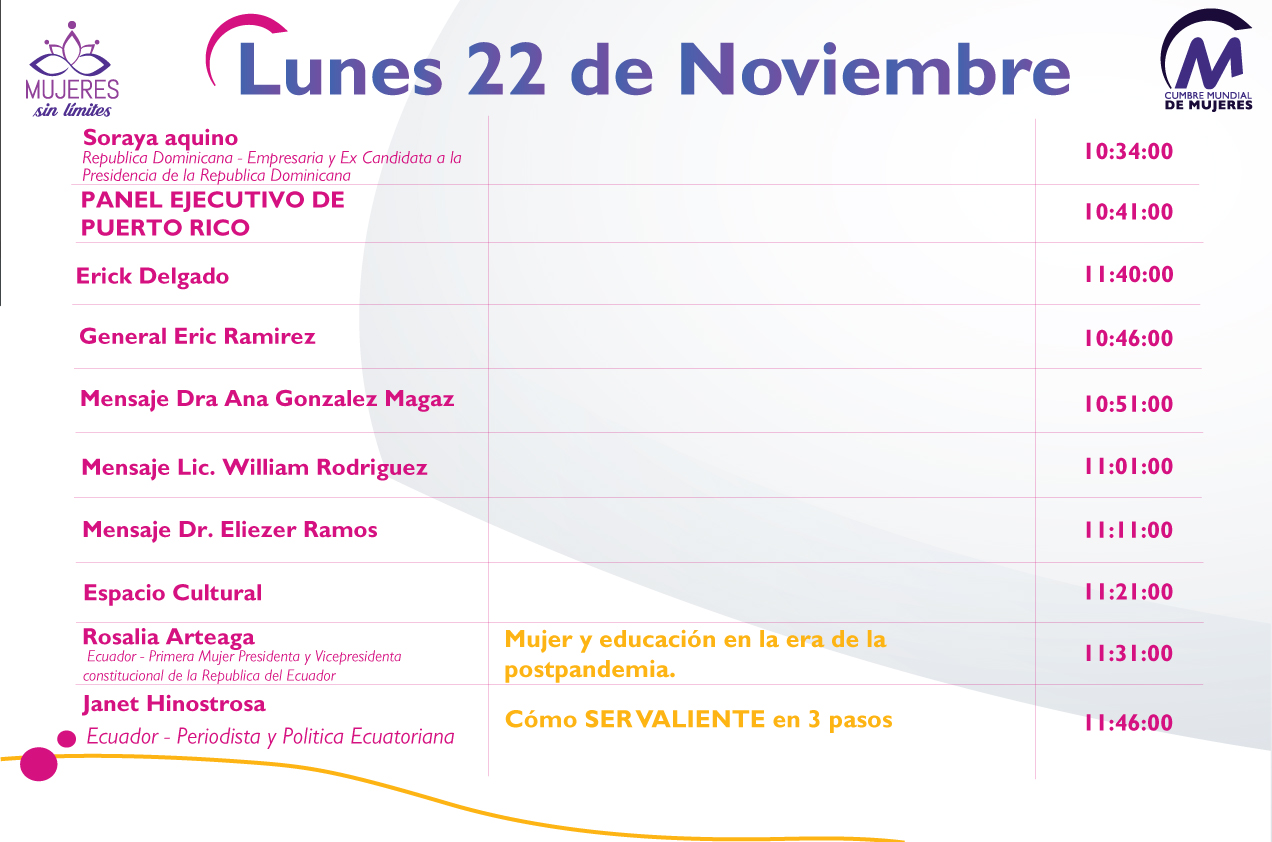 MUJERES
sin límites
Lunes 22 de Noviembre
CUMBRE MUNDIAL
DE MUJERES
Soraya aquino
Republica Dominicana - Empresaria y Ex Candidata a la
Presidencia de la Republica Dominicana
10:34:00
PANEL EJECUTIVO DE
PUERTO RICO
10:41:00
Erick Delgado
11:40:00
General Eric Ramirez
10:46:00
Mensaje Dra Ana Gonzalez Magaz
10:51:00
Mensaje Lic. William Rodriguez
11:01:00
Mensaje Dr. Eliezer Ramos
11:11:00
Espacio Cultural
11:21:00
Rosalia Arteaga
Ecuador - Primera Mujer Presidenta y Vicepresidenta
constitucional de la Republica del Ecuador
Mujer y educación en la era de la
postpandemia.
11:31:00
Janet Hinostrosa
Ecuador - Periodista y Politica Ecuatoriana
Cómo SER VALIENTE en 3 pasos
11:46:00